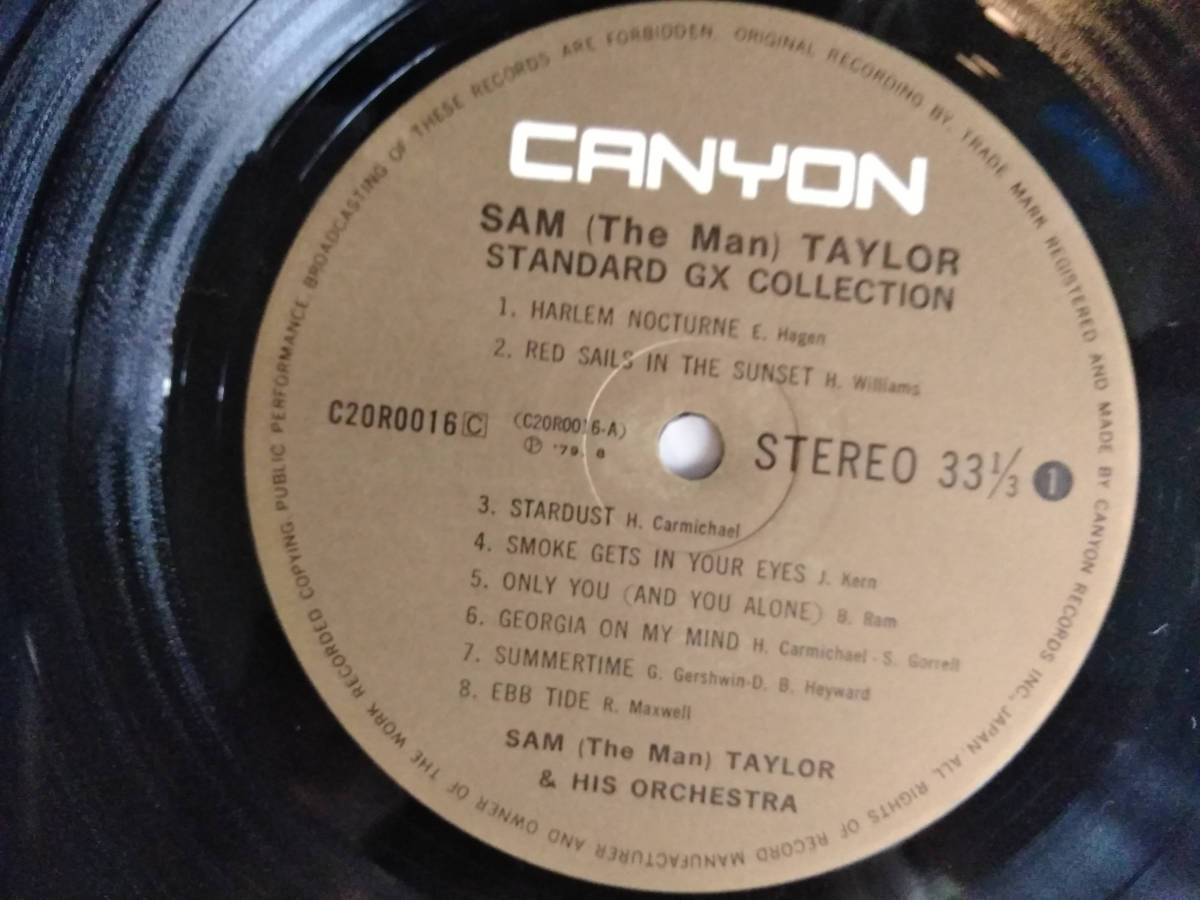 CANYON
SAM (The Man) TAYLOR
STANDARD GX COLLECTION
1. HARLEM NOCTURNE E. Hagen
2. RED SAILS IN THE SUNSET H. Williams
C20R0016 C (C20R0016-A)
Ⓟ '79. 8
STEREO 33⅓ 1
3. STARDUST H. Carmichael
4. SMOKE GETS IN YOUR EYES J. Kern
5. ONLY YOU (AND YOU ALONE) B. Ram
6. GEORGIA ON MY MIND H. Carmichael - S. Gorrell
7. SUMMERTIME G. Gershwin-D. B. Heyward
8. EBB TIDE R. Maxwell
SAM (The Man) TAYLOR
& HIS ORCHESTRA
ORIGINAL RECORDING BY. TRADE MARK REGISTERED AND MADE BY CANYON RECORDS INC., JAPAN. ALL RIGHTS OF RECORD MANUFACTURER AND OWNER OF THE WORK RECORDED COPYING. PUBLIC PERFORMANCE. BROADCASTING OF THESE RECORDS ARE FORBIDDEN.